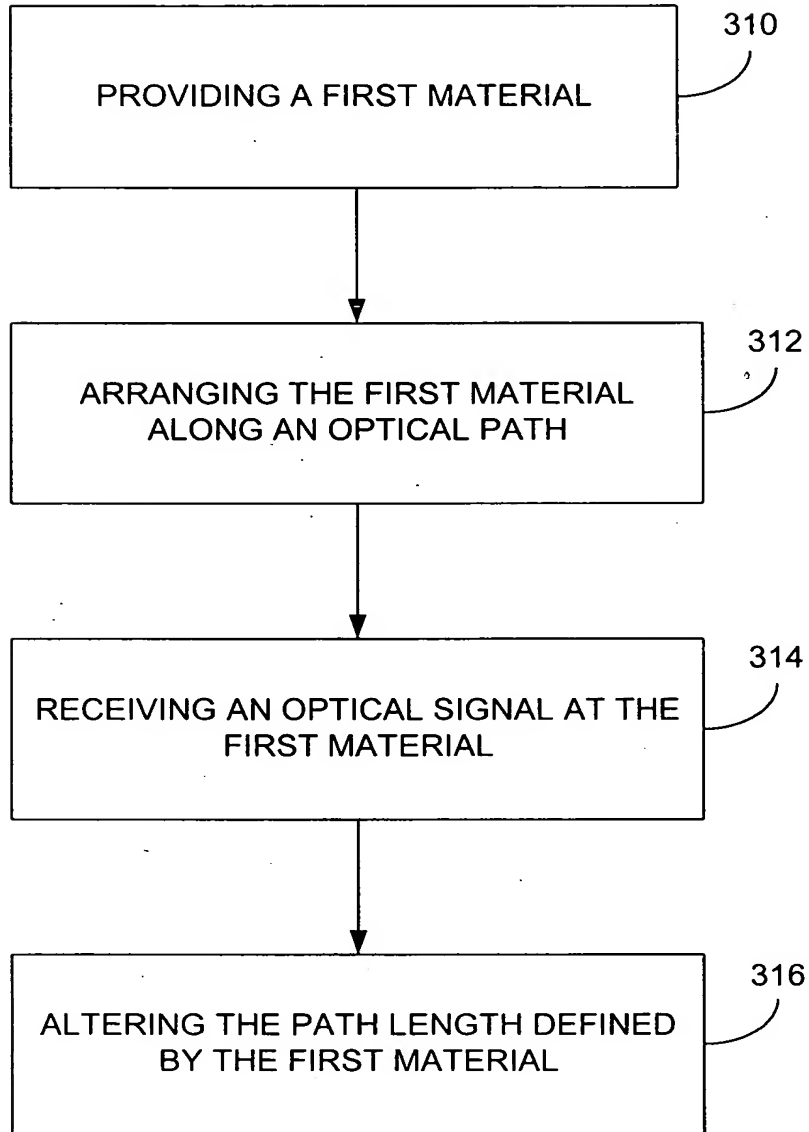 310
PROVIDING A FIRST MATERIAL
312
ARRANGING THE FIRST MATERIAL
ALONG AN OPTICAL PATH
314
RECEIVING AN OPTICAL SIGNAL AT THE
FIRST MATERIAL
316
ALTERING THE PATH LENGTH DEFINED
BY THE FIRST MATERIAL